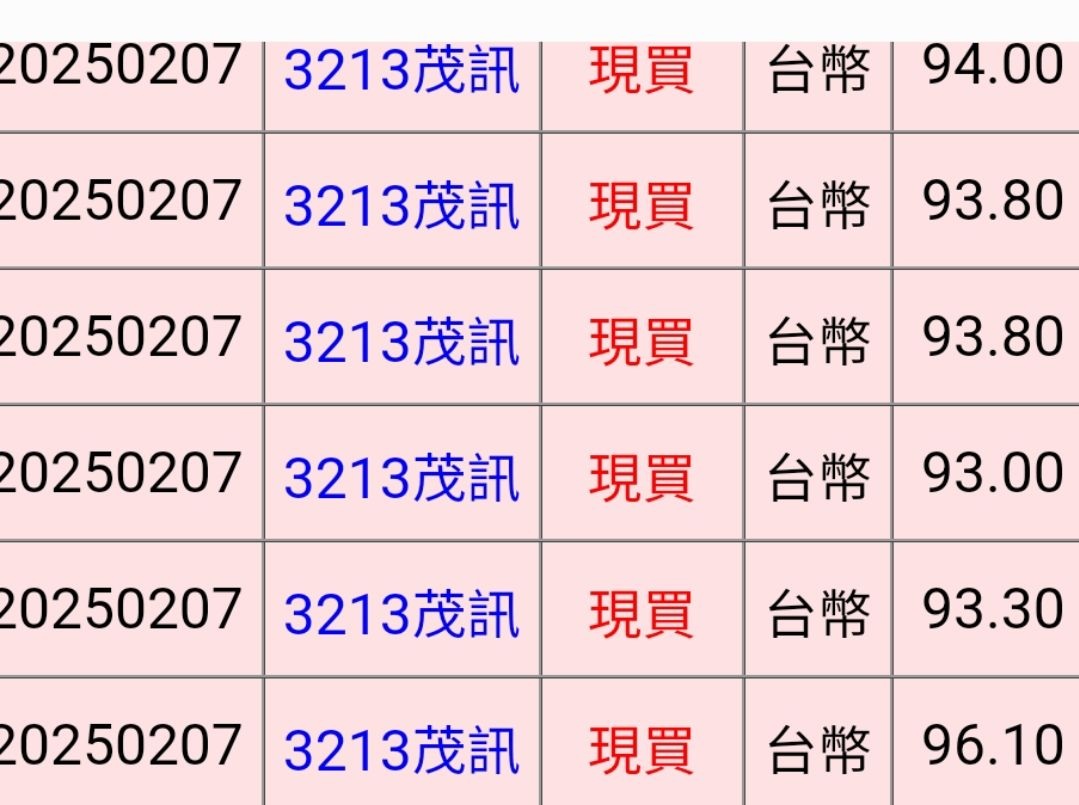 20250207 3213茂訊 現買 台幣 94.00
20250207 3213茂訊 現買 台幣 93.80
20250207 3213茂訊 現買 台幣 93.80
20250207 3213茂訊 現買 台幣 93.00
20250207 3213茂訊 現買 台幣 93.30
20250207 3213茂訊 現買 台幣 96.10